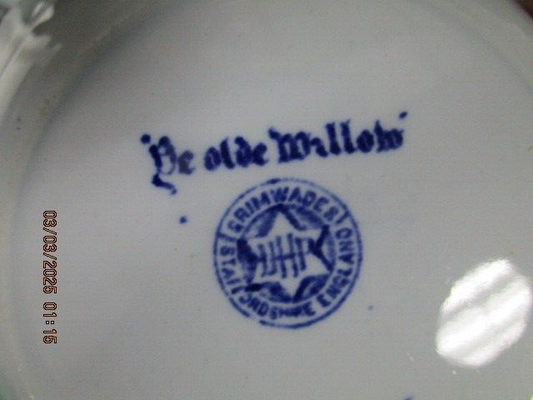 Ye olde Willow
GRIMWADES
STAFFORDSHIRE ENGLAND
03/03/2025 01:15